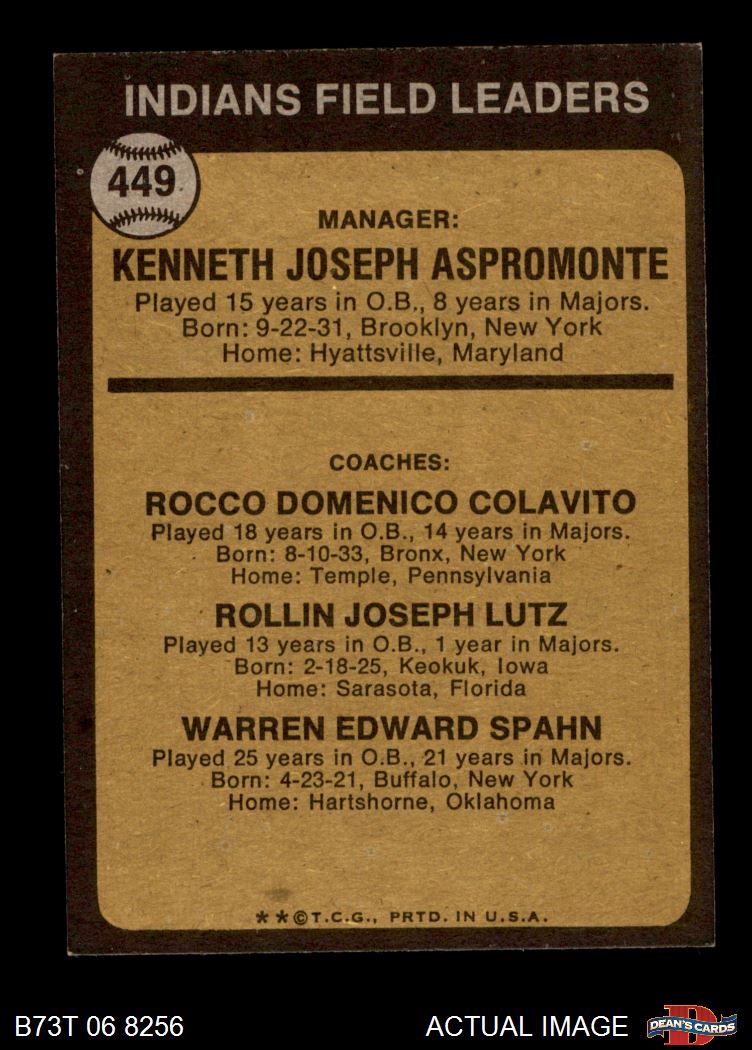 INDIANS FIELD LEADERS
449
MANAGER:
KENNETH JOSEPH ASPROMONTE
Played 15 years in O.B., 8 years in Majors.
Born: 9-22-31, Brooklyn, New York
Home: Hyattsville, Maryland
COACHES:
ROCCO DOMENICO COLAVITO
Played 18 years in O.B., 14 years in Majors.
Born: 8-10-33, Bronx, New York
Home: Temple, Pennsylvania
ROLLIN JOSEPH LUTZ
Played 13 years in O.B., 1 year in Majors.
Born: 2-18-25, Keokuk, Iowa
Home: Sarasota, Florida
WARREN EDWARD SPAHN
Played 25 years in O.B., 21 years in Majors.
Born: 4-23-21, Buffalo, New York
Home: Hartshorne, Oklahoma
**©T.C.G., PRTD. IN U.S.A.
B73T 06 8256
ACTUAL IMAGE
D
DEAN'S CARDS